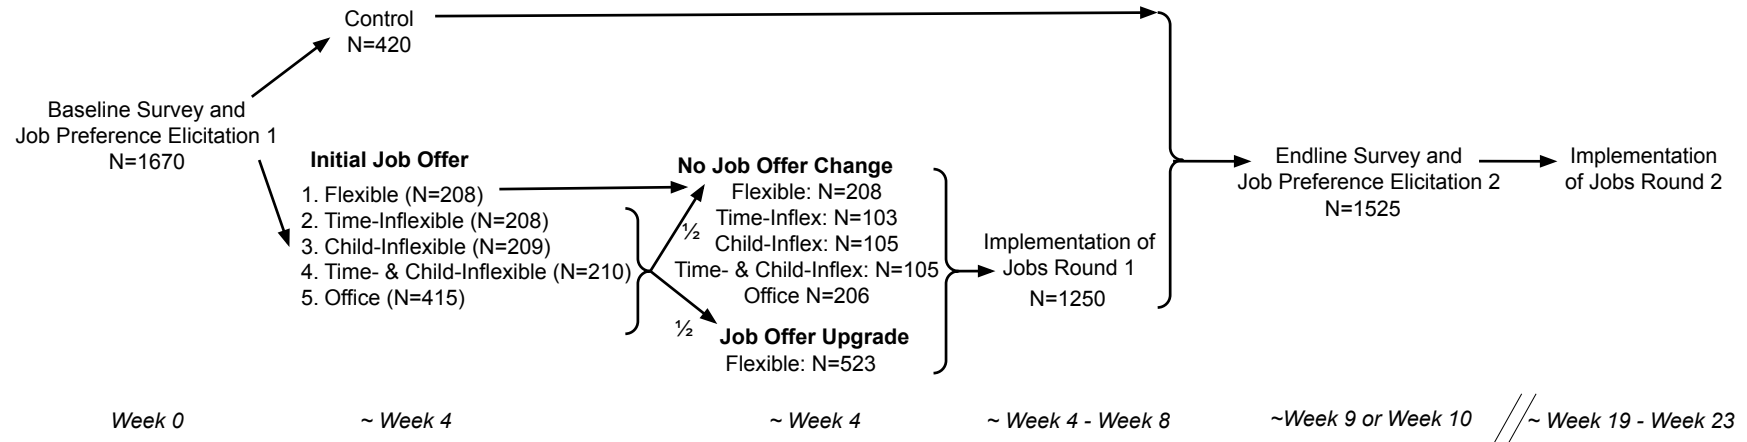 Control
N=420
Baseline Survey and
Job Preference Elicitation 1
N=1670
Initial Job Offer
1. Flexible (N=208)
2. Time-Inflexible (N=208)
3. Child-Inflexible (N=209)
4. Time- & Child-Inflexible (N=210)
5. Office (N=415)
½
½
No Job Offer Change
Flexible: N=208
Time-Inflex: N=103
Child-Inflex: N=105
Time- & Child-Inflex: N=105
Office N=206
Job Offer Upgrade
Flexible: N=523
Implementation of
Jobs Round 1
N=1250
Endline Survey and
Job Preference Elicitation 2
N=1525
Implementation
of Jobs Round 2
Week 0
~ Week 4
~ Week 4
~ Week 4 - Week 8
~Week 9 or Week 10
~ Week 19 - Week 23